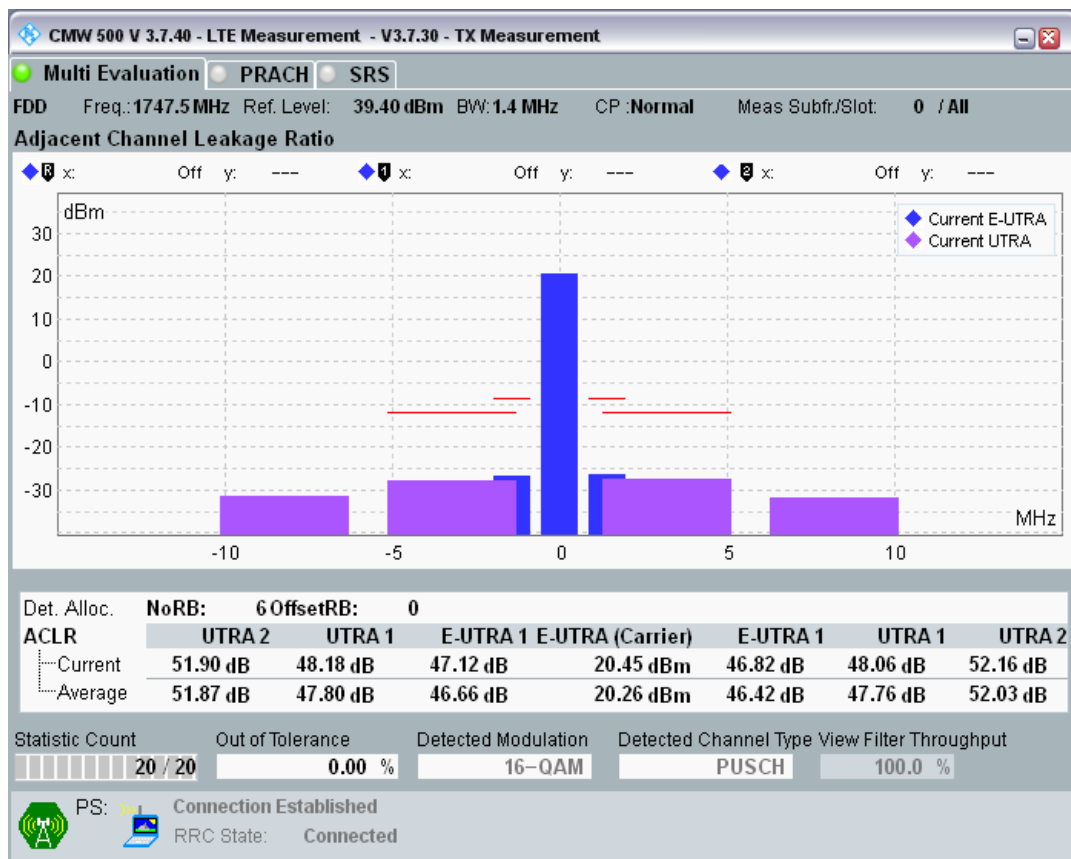 CMW 500 V 3.7.40 - LTE Measurement - V3.7.30 - TX Measurement
Multi Evaluation PRACH SRS
FDD Freq.: 1747.5 MHz Ref. Level: 39.40 dBm BW: 1.4 MHz CP :Normal Meas Subfr./Slot: 0 / All
Adjacent Channel Leakage Ratio
R x: Off y: --- 1 x: Off y: --- 2 x: Off y: ---
dBm
Current E-UTRA
Current UTRA
30
20
10
0
-10
-20
-30
MHz
-10 -5 0 5 10
Det. Alloc. NoRB: 6 OffsetRB: 0
ACLR UTRA 2 UTRA 1 E-UTRA 1 E-UTRA (Carrier) E-UTRA 1 UTRA 1 UTRA 2
Current 51.90 dB 48.18 dB 47.12 dB 20.45 dBm 46.82 dB 48.06 dB 52.16 dB
Average 51.87 dB 47.80 dB 46.66 dB 20.26 dBm 46.42 dB 47.76 dB 52.03 dB
Statistic Count Out of Tolerance Detected Modulation Detected Channel Type View Filter Throughput
20 / 20 0.00 % 16-QAM PUSCH 100.0 %
PS: Connection Established
RRC State: Connected